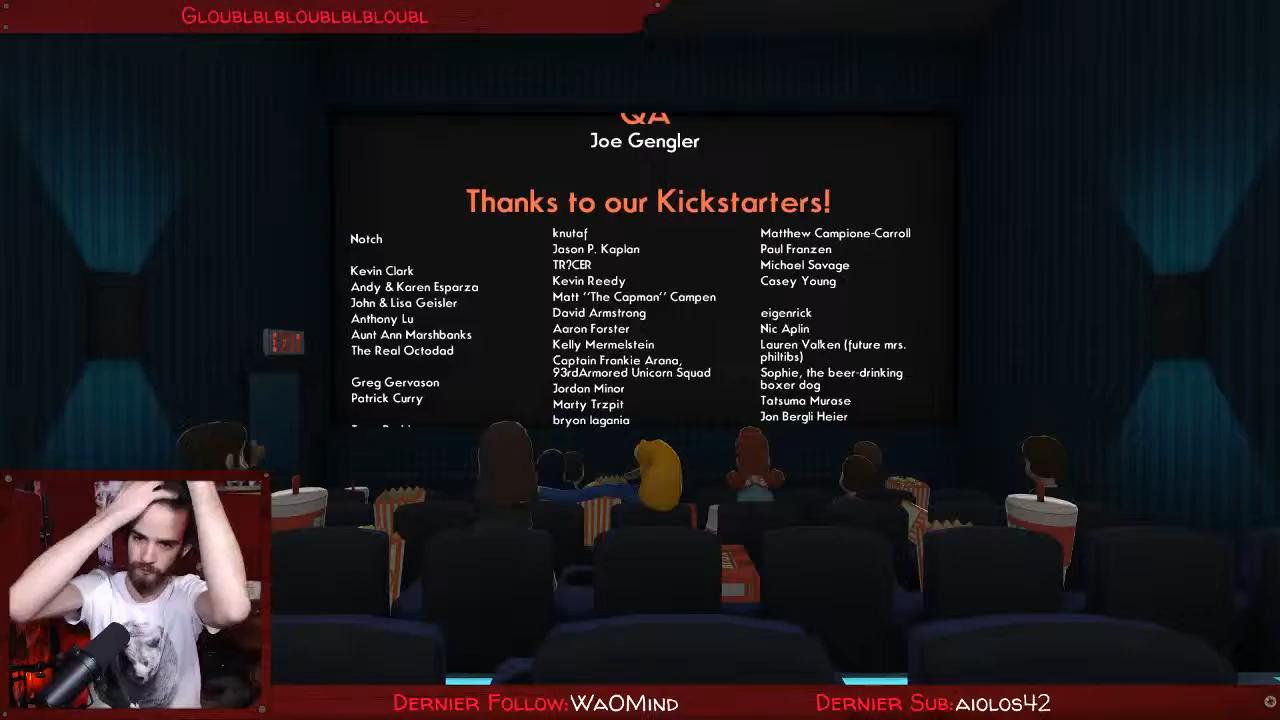 Gloublblbloublblbloubl
QA
Joe Gengler
Thanks to our Kickstarters!
Notch
Kevin Clark
Andy & Karen Esparza
John & Lisa Geisler
Anthony Lu
Aunt Ann Marshbanks
The Real Octodad
Greg Gervason
Patrick Curry
knutaf
Jason P. Kaplan
TR?CER
Kevin Reedy
Matt "The Capman" Campen
David Armstrong
Aaron Forster
Kelly Mermelstein
Captain Frankie Arana,
93rdArmored Unicorn Squad
Jordan Minor
Marty Trzpit
bryon lagania
Matthew Campione-Carroll
Paul Franzen
Michael Savage
Casey Young
eigenrick
Nic Aplin
Lauren Valken (future mrs.
philtibs)
Sophie, the beer-drinking
boxer dog
Tatsuma Murase
Jon Bergli Heier
Dernier Follow:WaOMind
Dernier Sub:aiolos42